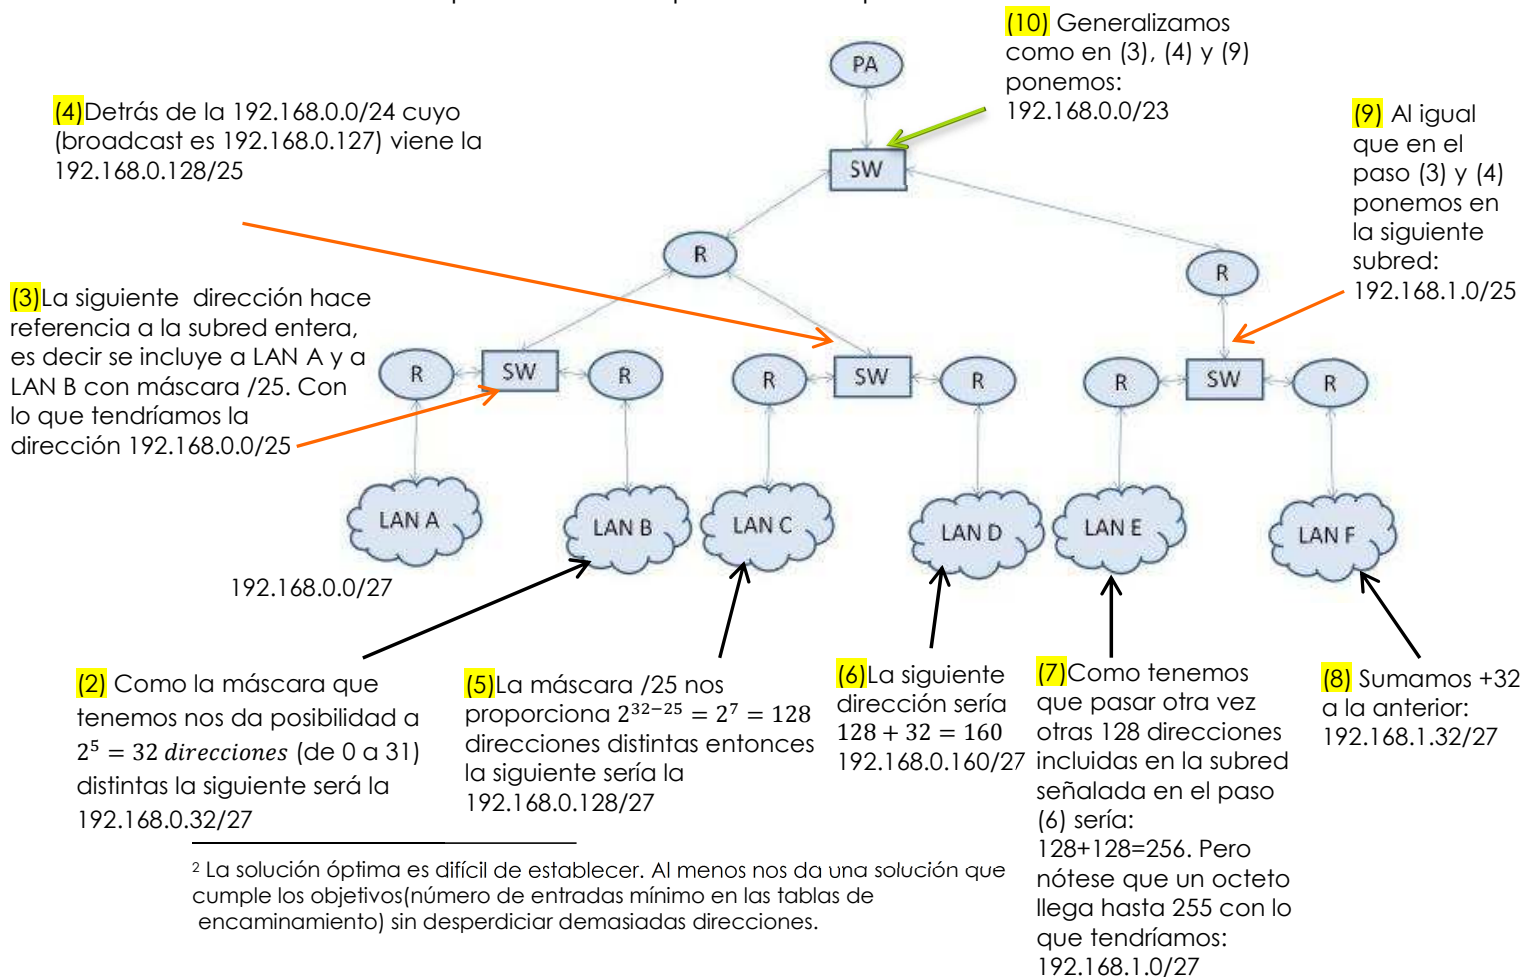 (10) Generalizamos
como en (3), (4) y (9)
ponemos:
192.168.0.0/23
PA
(4)Detrás de la 192.168.0.0/24 cuyo
(broadcast es 192.168.0.127) viene la
192.168.0.128/25
(9) Al igual
que en el
paso (3) y (4)
ponemos en
la siguiente
subred:
192.168.1.0/25
SW
R
R
(3)La siguiente dirección hace
referencia a la subred entera,
es decir se incluye a LAN A y a
LAN B con máscara /25. Con
lo que tendríamos la
dirección 192.168.0.0/25
R
SW
R
R
SW
R
R
SW
R
LAN A
LAN B
LAN C
LAN D
LAN E
LAN F
192.168.0.0/27
(2) Como la máscara que
tenemos nos da posibilidad a
2⁵ = 32 direcciones (de 0 a 31)
distintas la siguiente será la
192.168.0.32/27
(5)La máscara /25 nos
proporciona 2³²⁻²⁵ = 2⁷ = 128
direcciones distintas entonces
la siguiente sería la
192.168.0.128/27
(6)La siguiente
dirección sería
128 + 32 = 160
192.168.0.160/27
(7)Como tenemos
que pasar otra vez
otras 128 direcciones
incluidas en la subred
señalada en el paso
(6) sería:
128+128=256. Pero
nótese que un octeto
llega hasta 255 con lo
que tendríamos:
192.168.1.0/27
(8) Sumamos +32
a la anterior:
192.168.1.32/27
² La solución óptima es difícil de establecer. Al menos nos da una solución que
cumple los objetivos(número de entradas mínimo en las tablas de
encaminamiento) sin desperdiciar demasiadas direcciones.